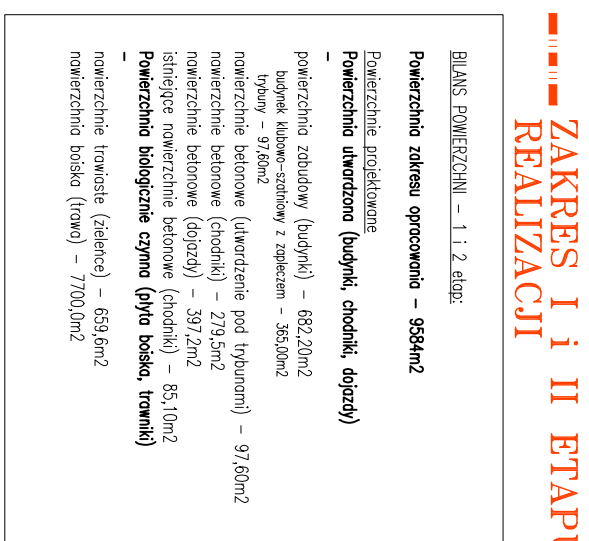 ZAKRES I i II ETAPU
REALIZACJI
BILANS POWIERZCHNI – 1 i 2 etap:
Powierzchnia zakresu opracowania – 9584m2
Powierzchnie projektowane
Powierzchnia utwardzona (budynki, chodniki, dojazdy)
–
powierzchnia zabudowy (budynki) – 682,20m2
budynek klubowo–szatniowy z zapleczem – 365,00m2
trybuny – 97,60m2
nawierzchnie betonowe (utwardzenie pod trybunami) – 97,60m2
nawierzchnie betonowe (chodniki) – 279,5m2
nawierzchnie betonowe (dojazdy) – 397,2m2
istniejące nawierzchnie betonowe (chodniki) – 85,10m2
Powierzchnia biologicznie czynna (płyta boiska, trawniki)
–
nawierzchnie trawiaste (zieleńce) – 659,6m2
nawierzchnia boiska (trawa) – 7700,0m2